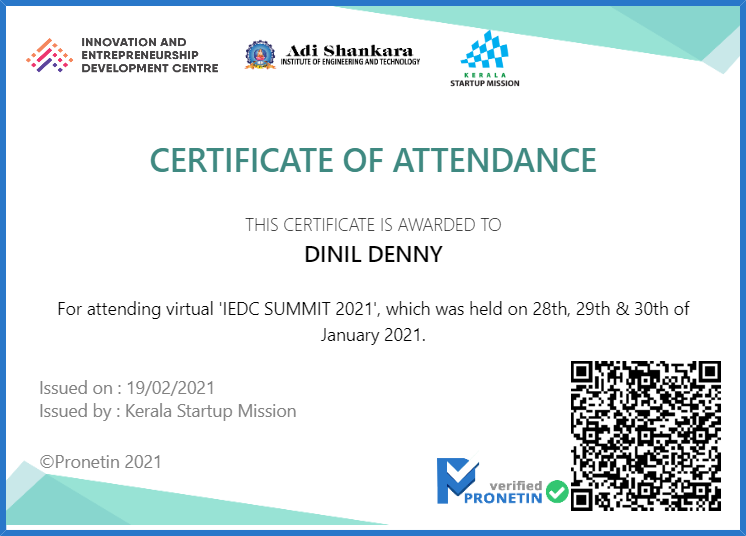 INNOVATION AND
ENTREPRENEURSHIP
DEVELOPMENT CENTRE
Adi Shankara
INSTITUTE OF ENGINEERING AND TECHNOLOGY
KERALA
STARTUP MISSION
CERTIFICATE OF ATTENDANCE
THIS CERTIFICATE IS AWARDED TO
DINIL DENNY
For attending virtual 'IEDC SUMMIT 2021', which was held on 28th, 29th & 30th of
January 2021.
Issued on : 19/02/2021
Issued by : Kerala Startup Mission
©Pronetin 2021
verified
PRONETIN